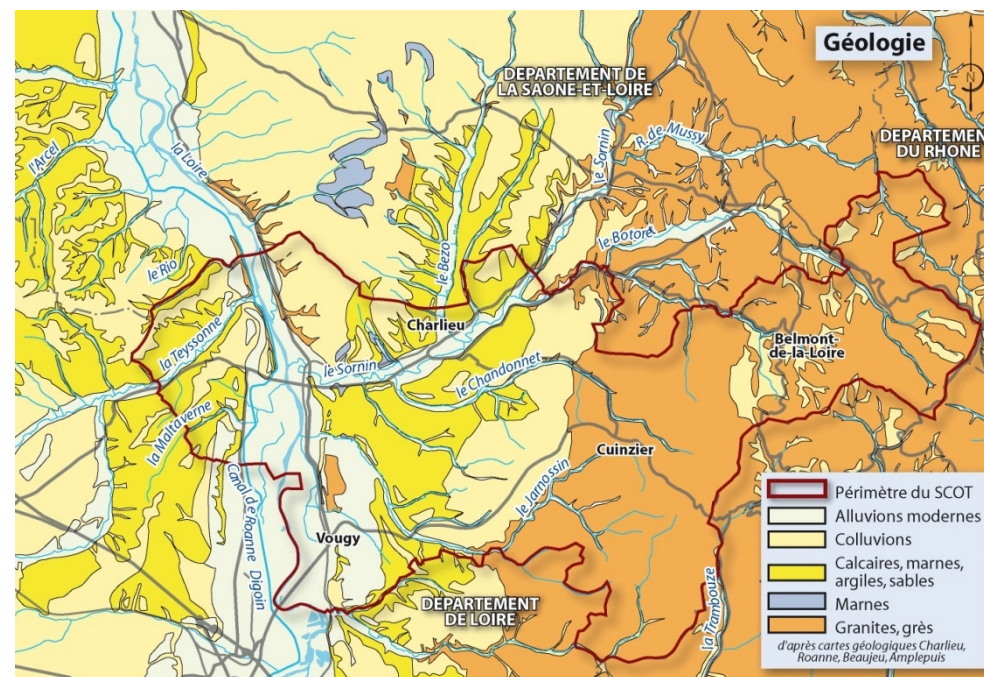 Géologie
N
DEPARTEMENT DE
LA SAONE-ET-LOIRE
DEPARTEMENT
DU RHONE
le Sornin
R. de Mussy
l'Arcel
la Loire
le Botoret
le Rio
le Bezo
Charlieu
la Teyssonne
Belmont-
de-la-Loire
le Sornin
le Chandonnet
la Maltaverne
Cuinzier
Canal de Roanne Digoin
le Jarnossin
Vougy
DEPARTEMENT
DE LOIRE
la Trambouze
Périmètre du SCOT
Alluvions modernes
Colluvions
Calcaires, marnes,
argiles, sables
Marnes
Granites, grès
d'après cartes géologiques Charlieu,
Roanne, Beaujeu, Amplepuis